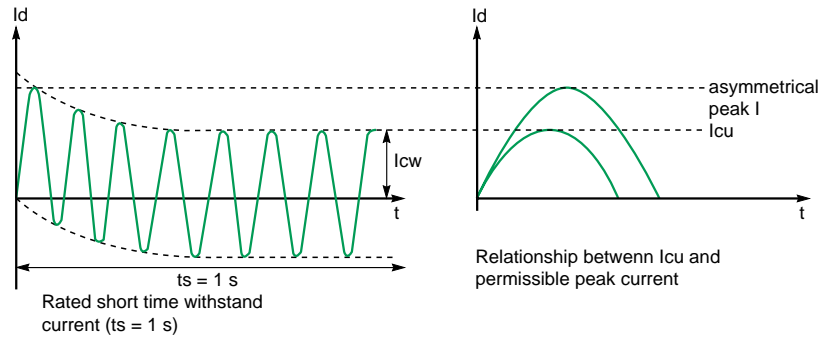 Id
Icw
t
ts = 1 s
Rated short time withstand
current (ts = 1 s)
Id
asymmetrical
peak I
Icu
t
Relationship betwenn Icu and
permissible peak current